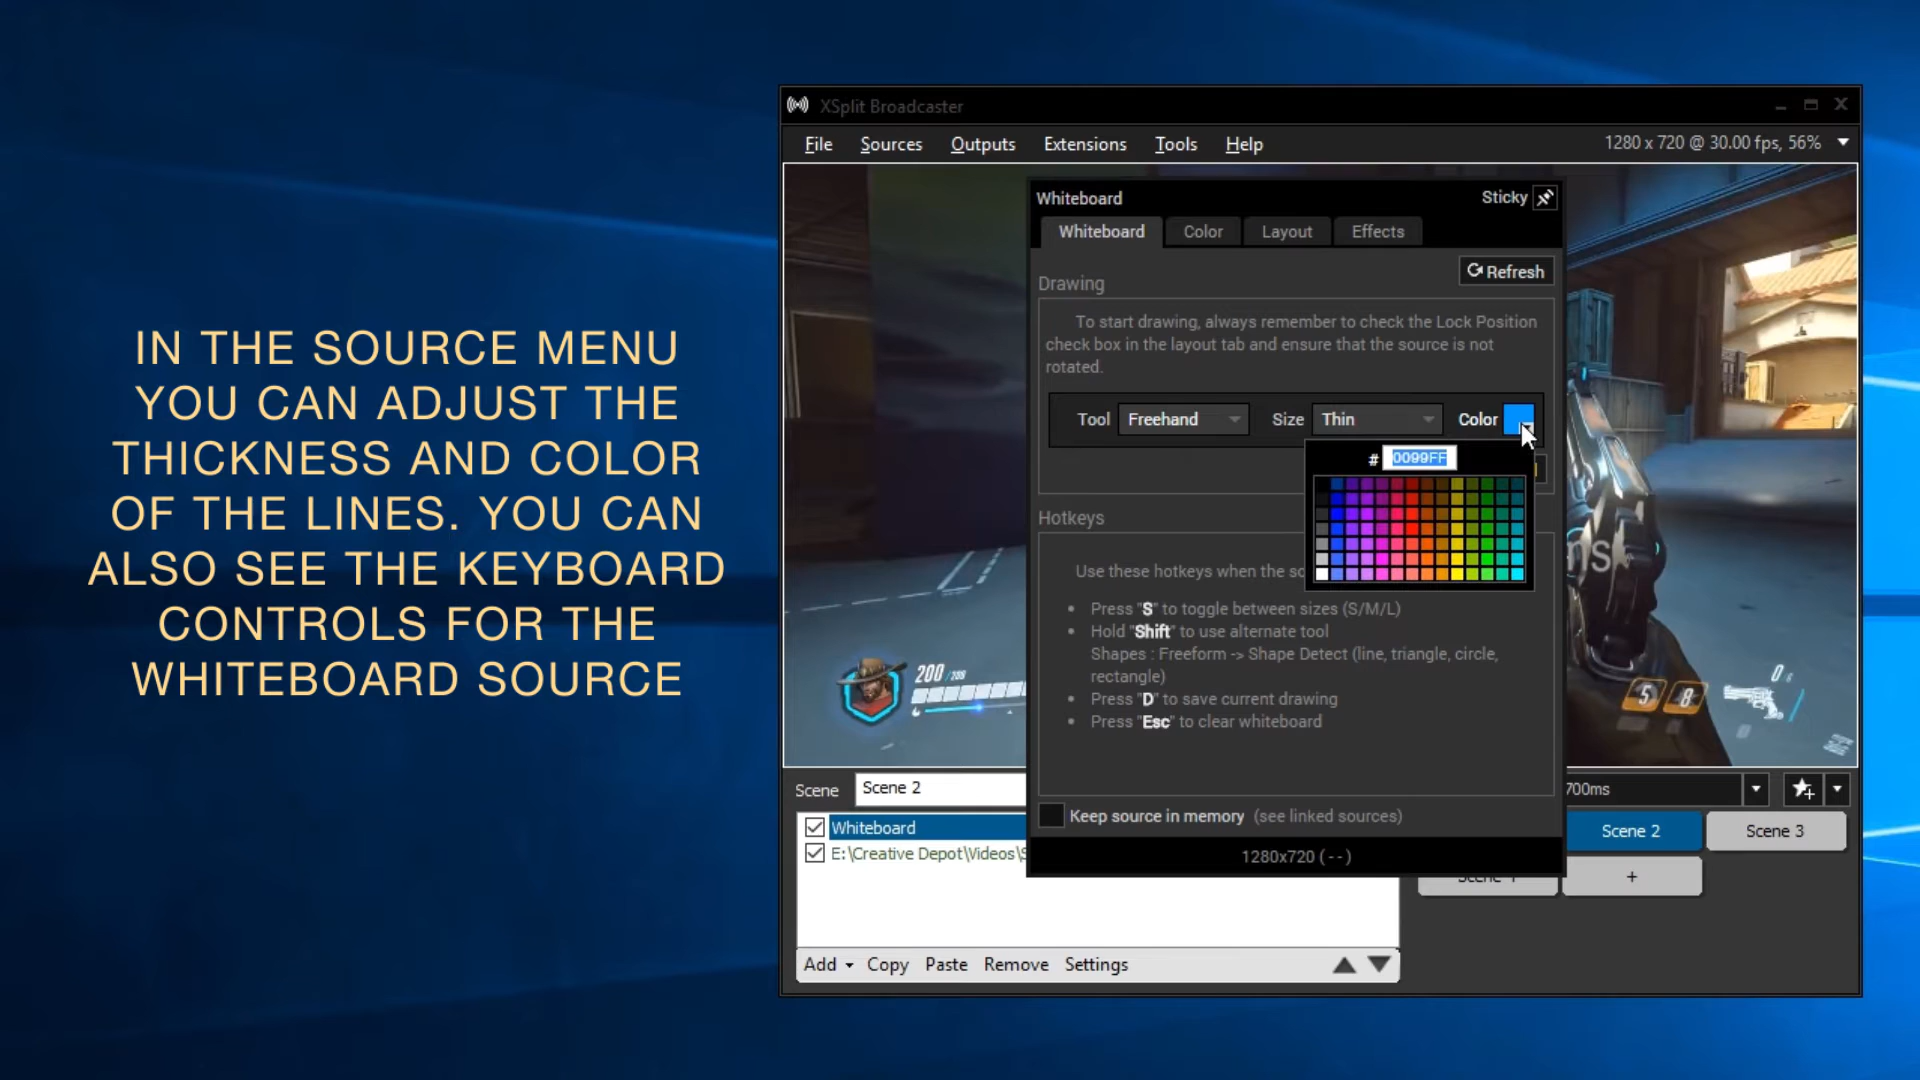 IN THE SOURCE MENU
YOU CAN ADJUST THE
THICKNESS AND COLOR
OF THE LINES. YOU CAN
ALSO SEE THE KEYBOARD
CONTROLS FOR THE
WHITEBOARD SOURCE
XSplit Broadcaster
File Sources Outputs Extensions Tools Help
1280 x 720 @ 30.00 fps, 56%
Whiteboard
Sticky
Whiteboard Color Layout Effects
Refresh
Drawing
To start drawing, always remember to check the Lock Position
check box in the layout tab and ensure that the source is not
rotated.
Tool Freehand Size Thin Color
# 0099FF
Hotkeys
Use these hotkeys when the
• Press "S" to toggle between sizes (S/M/L)
• Hold "Shift" to use alternate tool
Shapes : Freeform -> Shape Detect (line, triangle, circle,
rectangle)
• Press "D" to save current drawing
• Press "Esc" to clear whiteboard
Keep source in memory (see linked sources)
1280x720 (--)
200
5 8
0
Scene Scene 2
700ms
Whiteboard
E:\Creative Depot\Videos\
Scene 2
Scene 3
+
Add Copy Paste Remove Settings